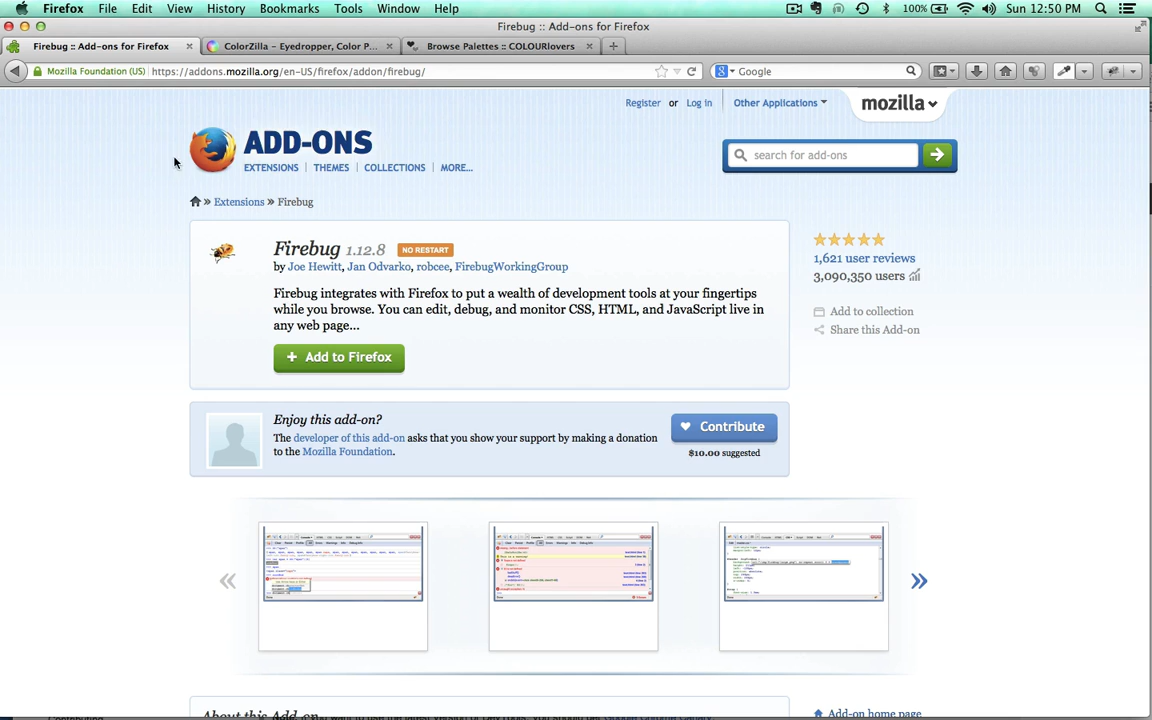 Firefox File Edit View History Bookmarks Tools Window Help 100% Sun 12:50 PM
Firebug :: Add-ons for Firefox
Firebug :: Add-ons for Firefox ColorZilla – Eyedropper, Color P... Browse Palettes :: COLOURlovers
Mozilla Foundation (US) https://addons.mozilla.org/en-US/firefox/addon/firebug/ Google
Register or Log in Other Applications mozilla
ADD-ONS
EXTENSIONS THEMES COLLECTIONS MORE...
search for add-ons
» Extensions » Firebug
Firebug 1.12.8 NO RESTART
by Joe Hewitt, Jan Odvarko, robcee, FirebugWorkingGroup
Firebug integrates with Firefox to put a wealth of development tools at your fingertips
while you browse. You can edit, debug, and monitor CSS, HTML, and JavaScript live in
any web page...
+ Add to Firefox
1,621 user reviews
3,090,350 users
Add to collection
Share this Add-on
Enjoy this add-on?
The developer of this add-on asks that you show your support by making a donation
to the Mozilla Foundation.
Contribute
$10.00 suggested
« »
About this Add-on
Add-on home page